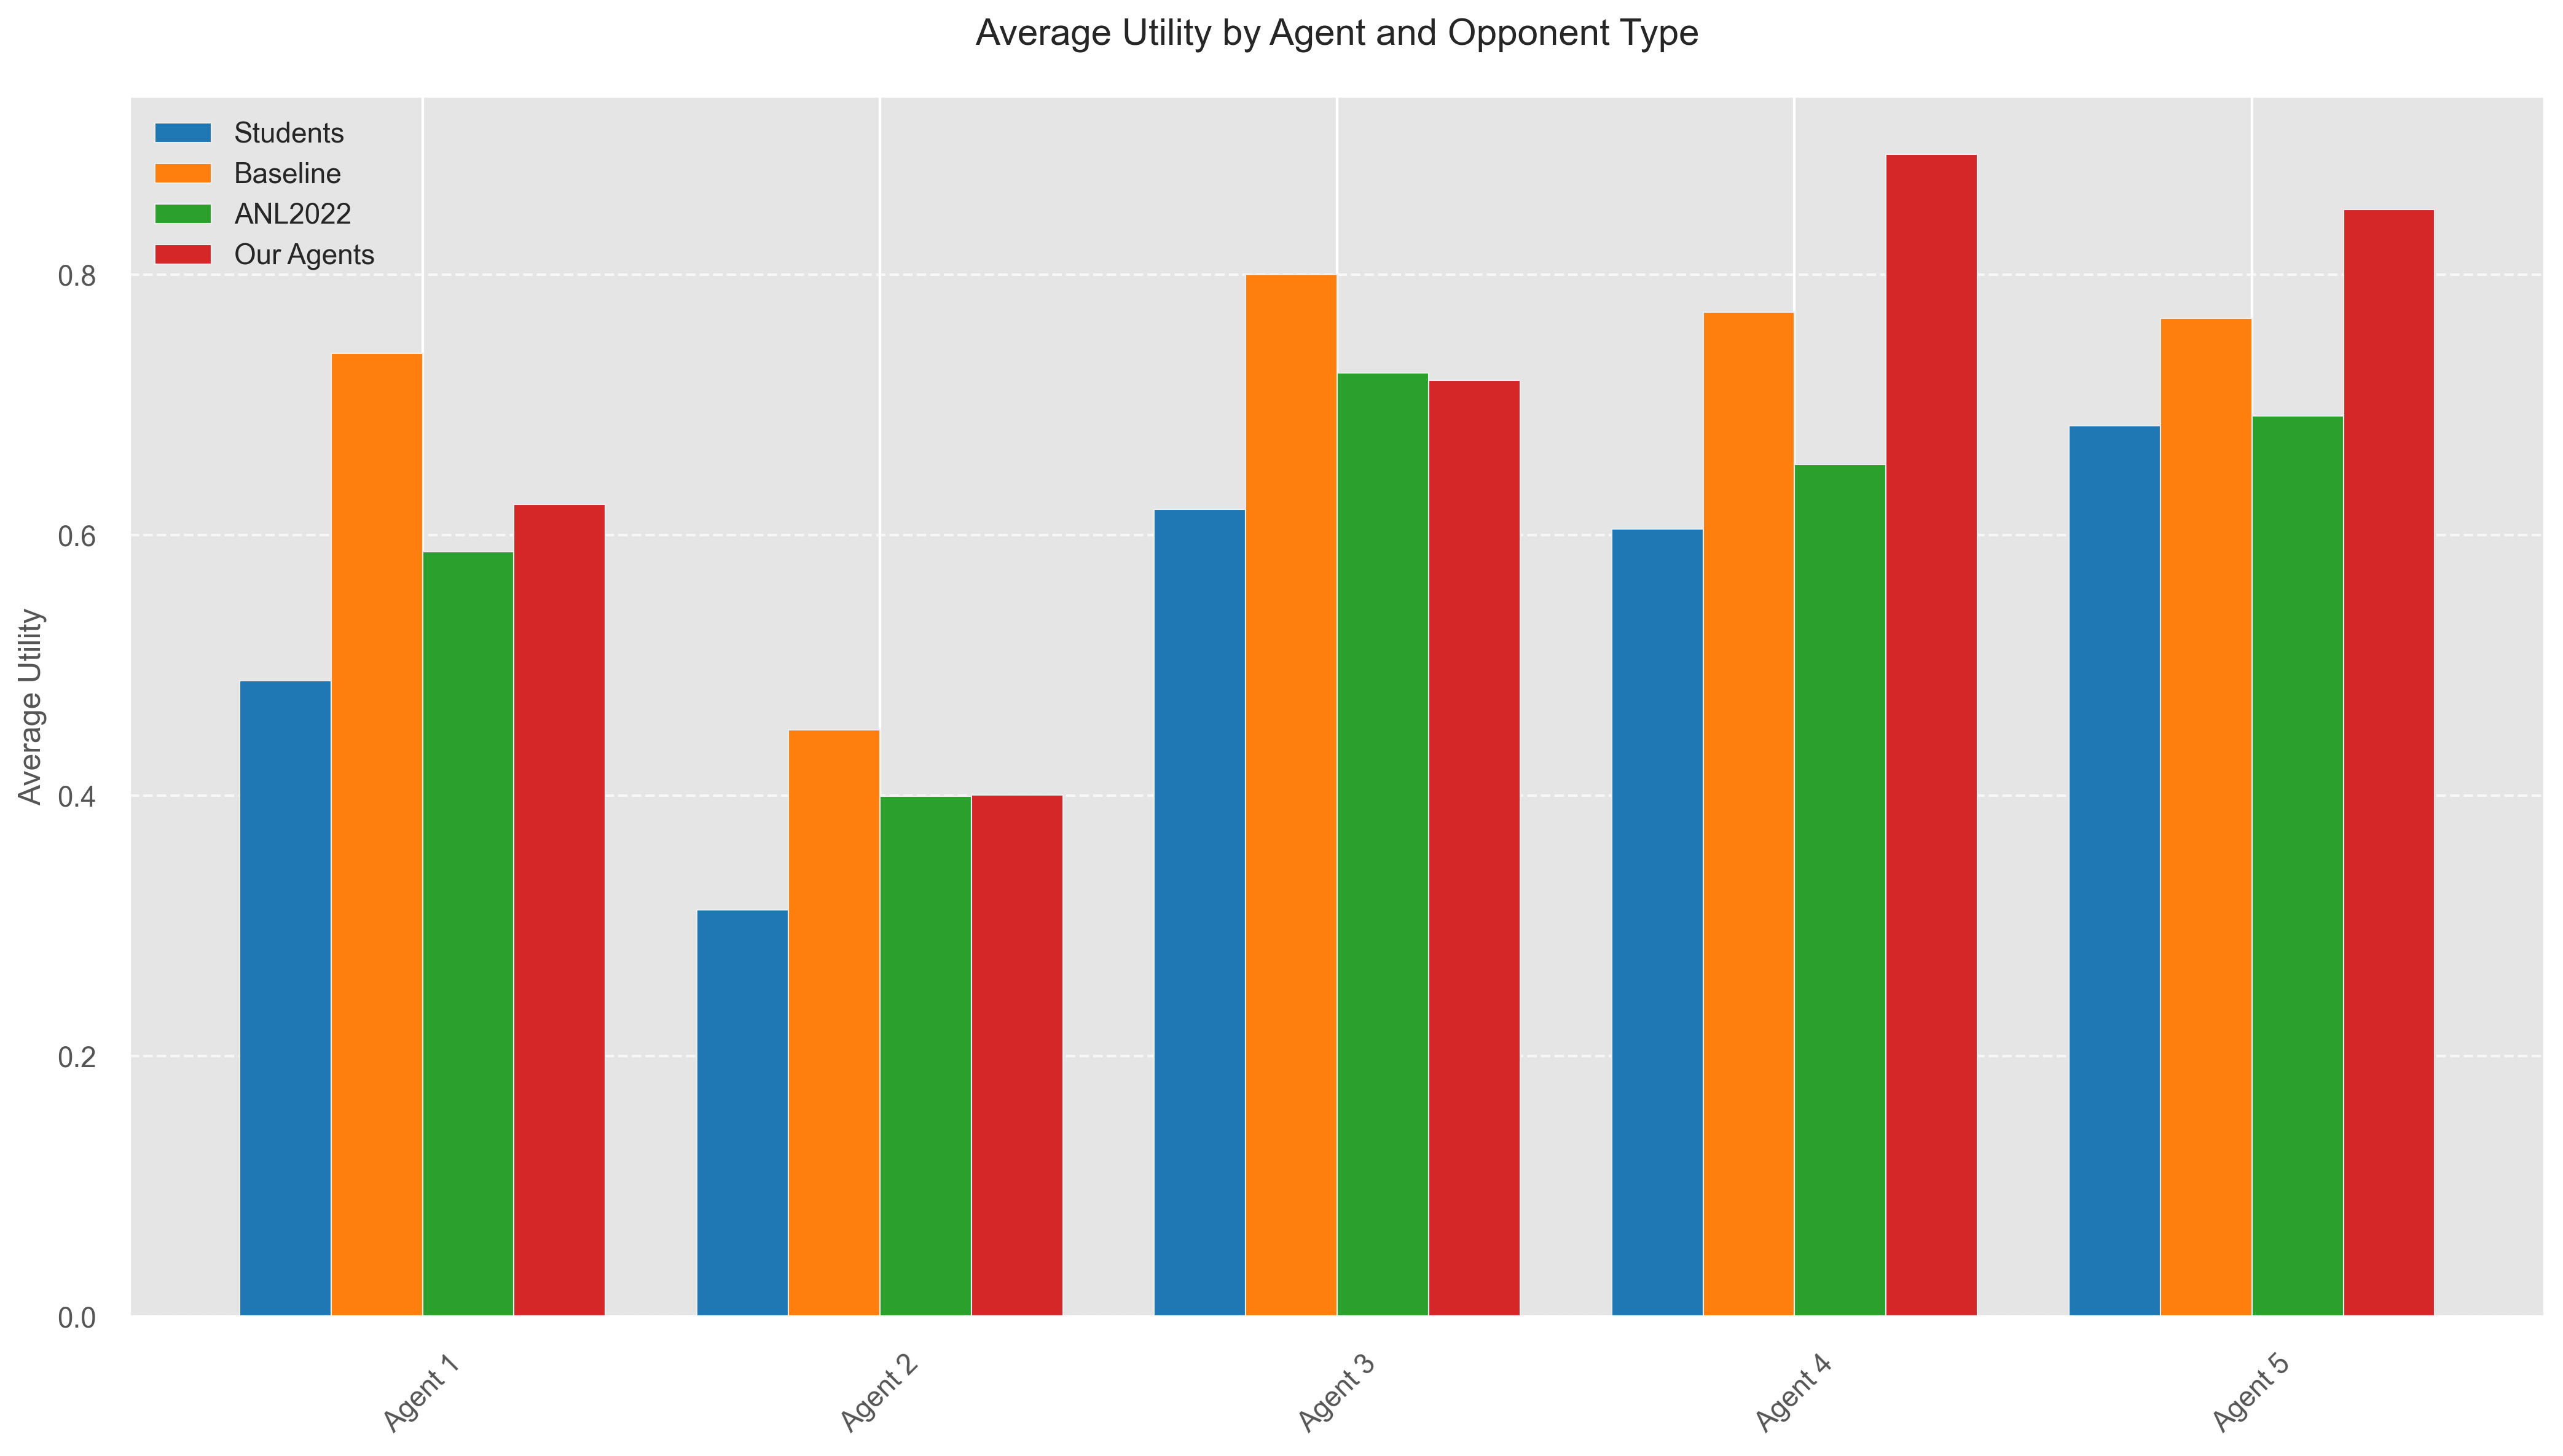 Average Utility by Agent and Opponent Type
Students
Baseline
ANL2022
Our Agents
Average Utility
0.8
0.6
0.4
0.2
0.0
Agent 1
Agent 2
Agent 3
Agent 4
Agent 5